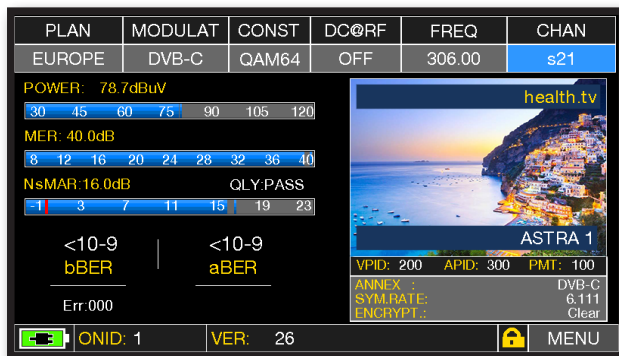 PLAN MODULAT CONST DC@RF FREQ CHAN
EUROPE DVB-C QAM64 OFF 306.00 s21
POWER: 78.7dBuV
30 45 60 75 90 105 120
MER: 40.0dB
8 12 16 20 24 28 32 36 40
NsMAR:16.0dB QLY:PASS
-1 3 7 11 15 19 23
<10-9 <10-9
bBER aBER
Err:000
health.tv
ASTRA 1
VPID: 200 APID: 300 PMT: 100
ANNEX : DVB-C
SYM.RATE: 6.111
ENCRYPT.: Clear
ONID: 1 VER: 26 MENU